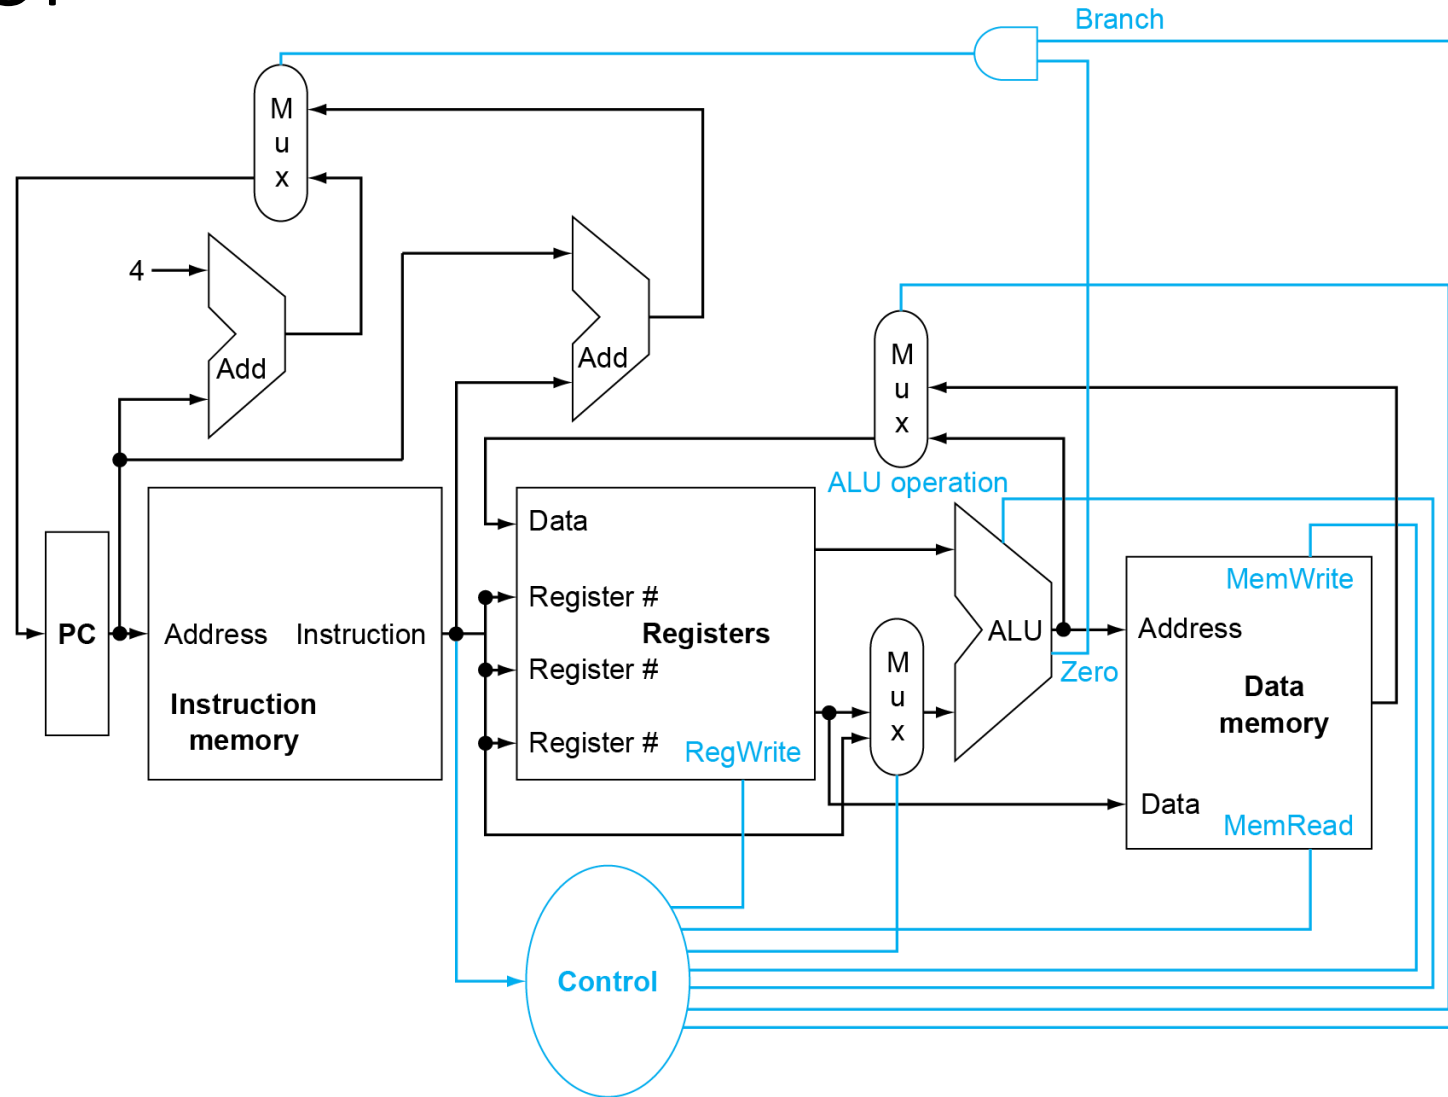 Branch
M
u
x
4
Add
Add
M
u
x
ALU operation
Data
Register #
Registers
Register #
Register #
RegWrite
PC
Address
Instruction
Instruction
memory
M
u
x
ALU
Zero
MemWrite
Address
Data
memory
Data
MemRead
Control